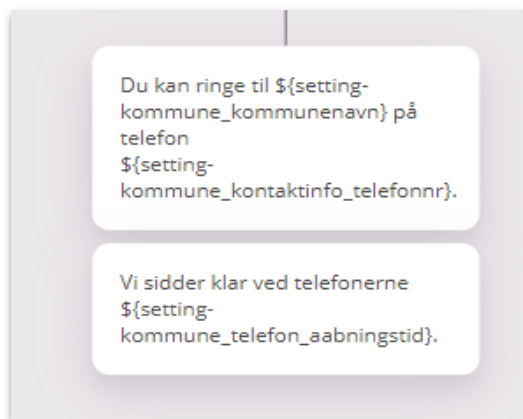 Du kan ringe til ${setting-
kommune_kommunenavn} på
telefon
${setting-
kommune_kontaktinfo_telefonnr}.
Vi sidder klar ved telefonerne
${setting-
kommune_telefon_aabningstid}.